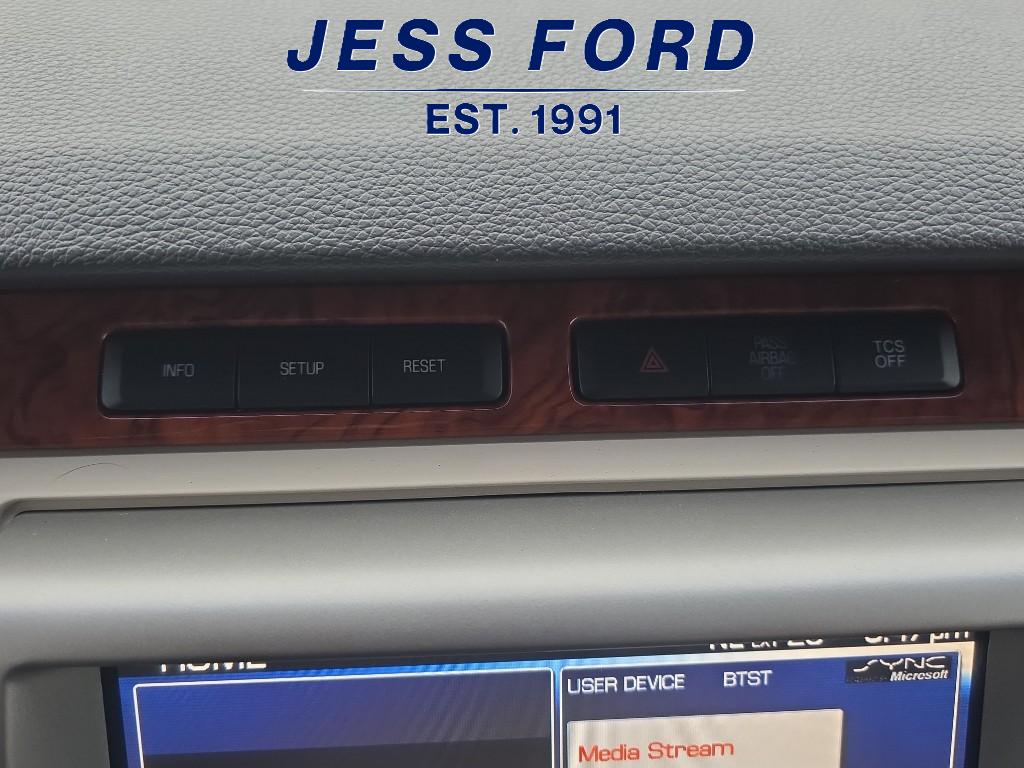 JESS FORD
EST. 1991
INFO
SETUP
RESET
PASS
AIRBAG
OFF
TCS
OFF
HOME
USER DEVICE BTST
SYNC
Microsoft
Media Stream